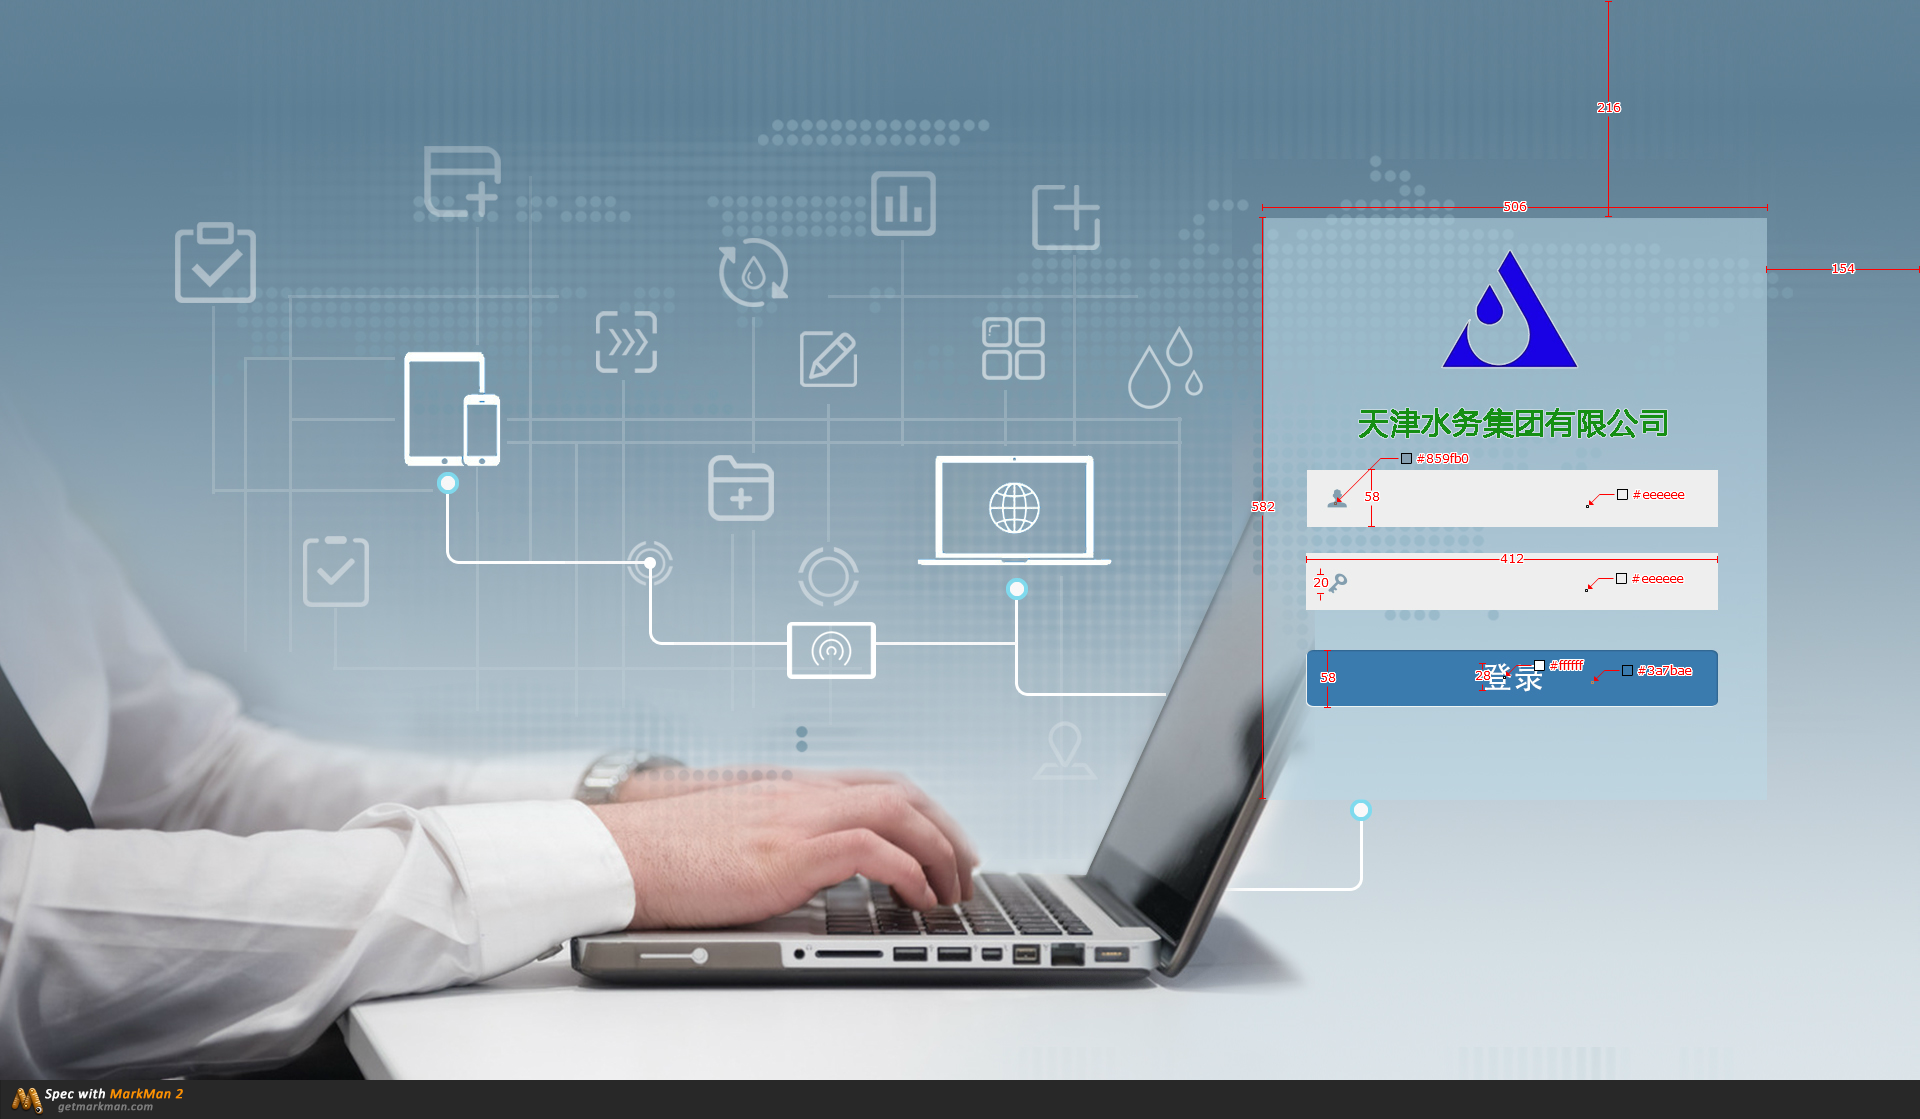 216
506
154
天津水务集团有限公司
#859fb0
58
#eeeeee
582
412
20
#eeeeee
58
28
登录
#ffffff
#3a7bae
Spec with MarkMan 2
getmarkman.com